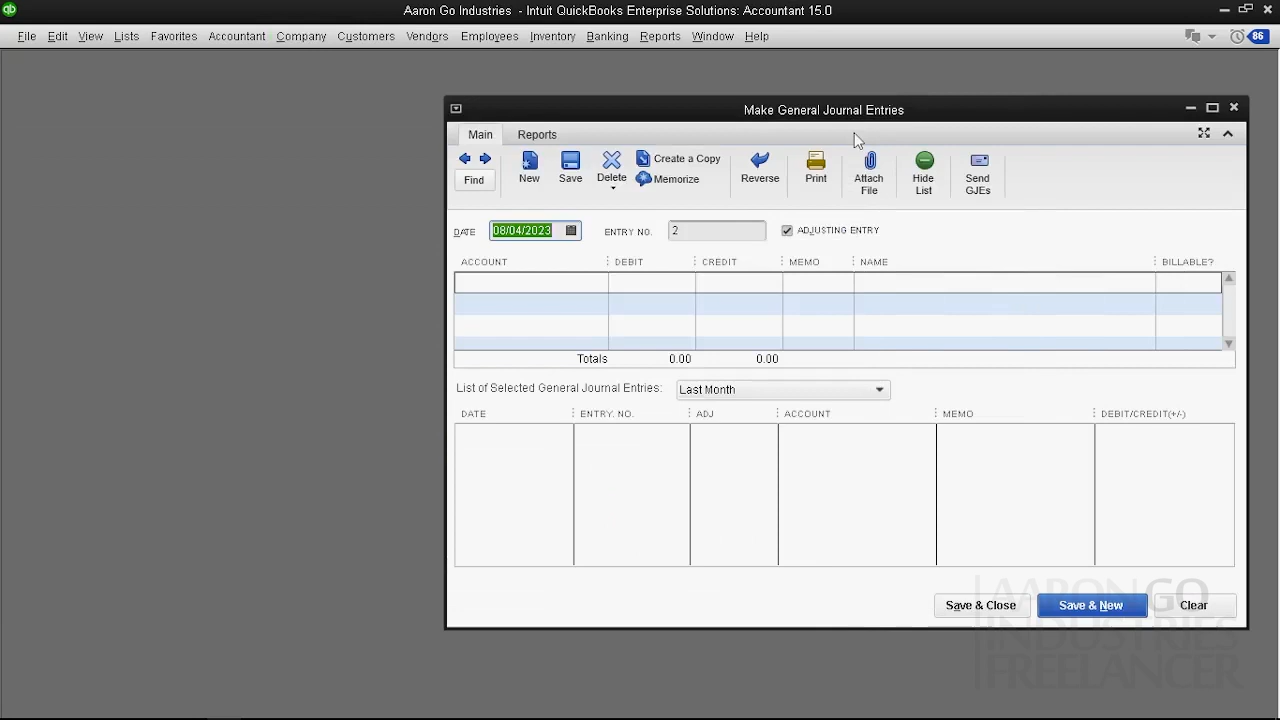 Aaron Go Industries - Intuit QuickBooks Enterprise Solutions: Accountant 15.0
File Edit View Lists Favorites Accountant Company Customers Vendors Employees Inventory Banking Reports Window Help 86
Make General Journal Entries
Main Reports
Find New Save Delete Create a Copy Memorize Reverse Print Attach File Hide List Send GJEs
DATE 08/04/2023 ENTRY NO. 2 ADJUSTING ENTRY
ACCOUNT DEBIT CREDIT MEMO NAME BILLABLE?
Totals 0.00 0.00
List of Selected General Journal Entries: Last Month
DATE ENTRY. NO. ADJ ACCOUNT MEMO DEBIT/CREDIT(+/-)
Save & Close Save & New Clear
AARON GO
INDUSTRIES
FREELANCER